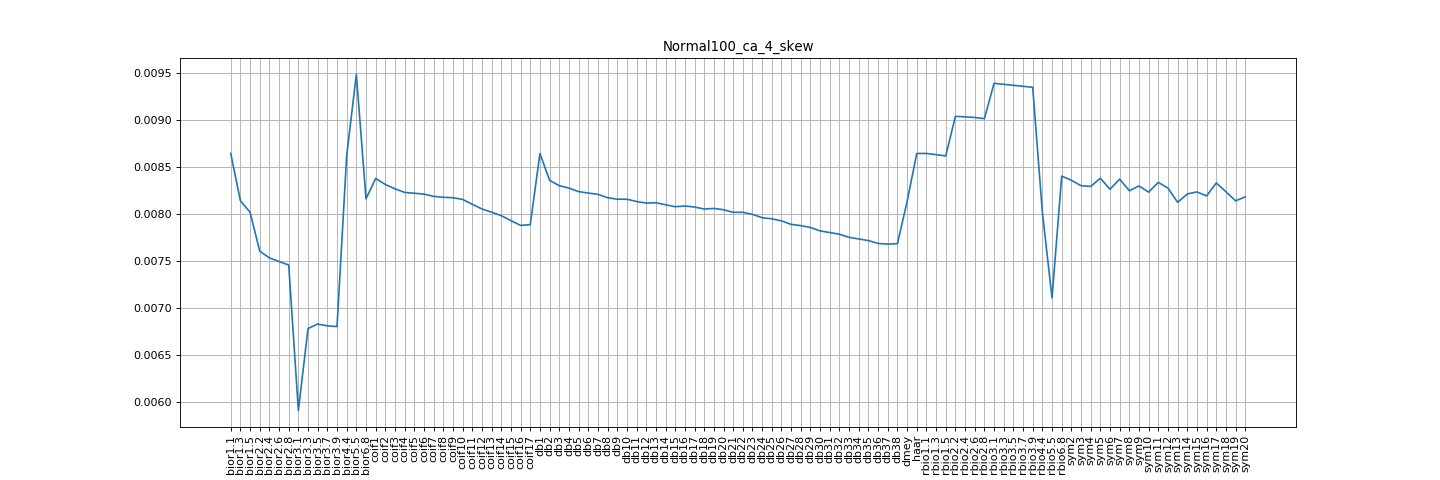 Normal100_ca_4_skew
0.0095
0.0090
0.0085
0.0080
0.0075
0.0070
0.0065
0.0060
bior1.1
bior1.3
bior1.5
bior2.2
bior2.4
bior2.6
bior2.8
bior3.1
bior3.3
bior3.5
bior3.7
bior3.9
bior4.4
bior5.5
bior6.8
coif1
coif2
coif3
coif4
coif5
coif6
coif7
coif8
coif9
coif10
coif11
coif12
coif13
coif14
coif15
coif16
coif17
db1
db2
db3
db4
db5
db6
db7
db8
db9
db10
db11
db12
db13
db14
db15
db16
db17
db18
db19
db20
db21
db22
db23
db24
db25
db26
db27
db28
db29
db30
db31
db32
db33
db34
db35
db36
db37
db38
dmey
haar
rbio1.1
rbio1.3
rbio1.5
rbio2.2
rbio2.4
rbio2.6
rbio2.8
rbio3.1
rbio3.3
rbio3.5
rbio3.7
rbio3.9
rbio4.4
rbio5.5
rbio6.8
sym2
sym3
sym4
sym5
sym6
sym7
sym8
sym9
sym10
sym11
sym12
sym13
sym14
sym15
sym16
sym17
sym18
sym19
sym20